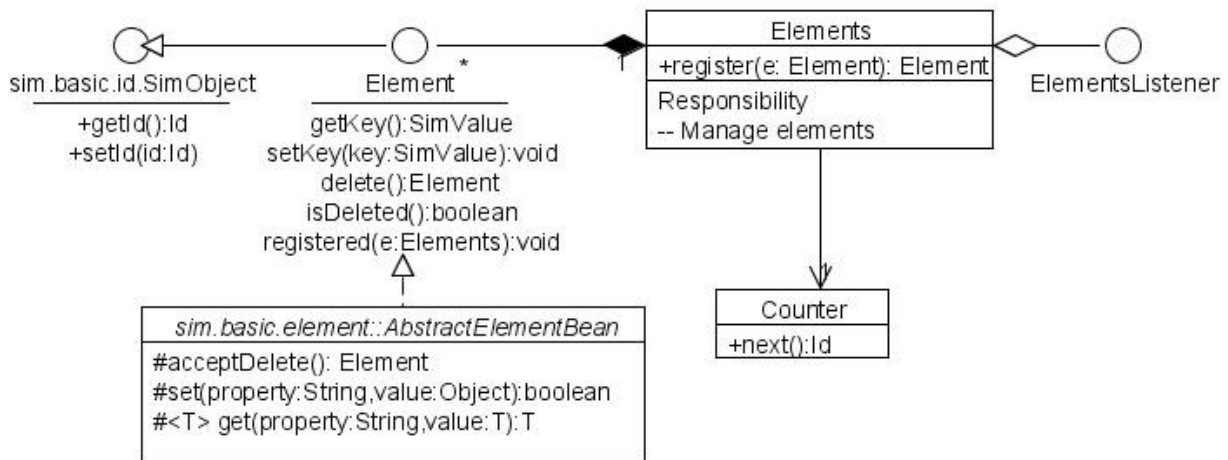 sim.basic.id.SimObject
+getId():Id
+setId(id:Id)
*
Element
getKey():SimValue
setKey(key:SimValue):void
delete():Element
isDeleted():boolean
registered(e:Elements):void
1
Elements
+register(e: Element): Element
Responsibility
-- Manage elements
ElementsListener
sim.basic.element::AbstractElementBean
#acceptDelete(): Element
#set(property:String,value:Object):boolean
#<T> get(property:String,value:T):T
1
Counter
+next():Id